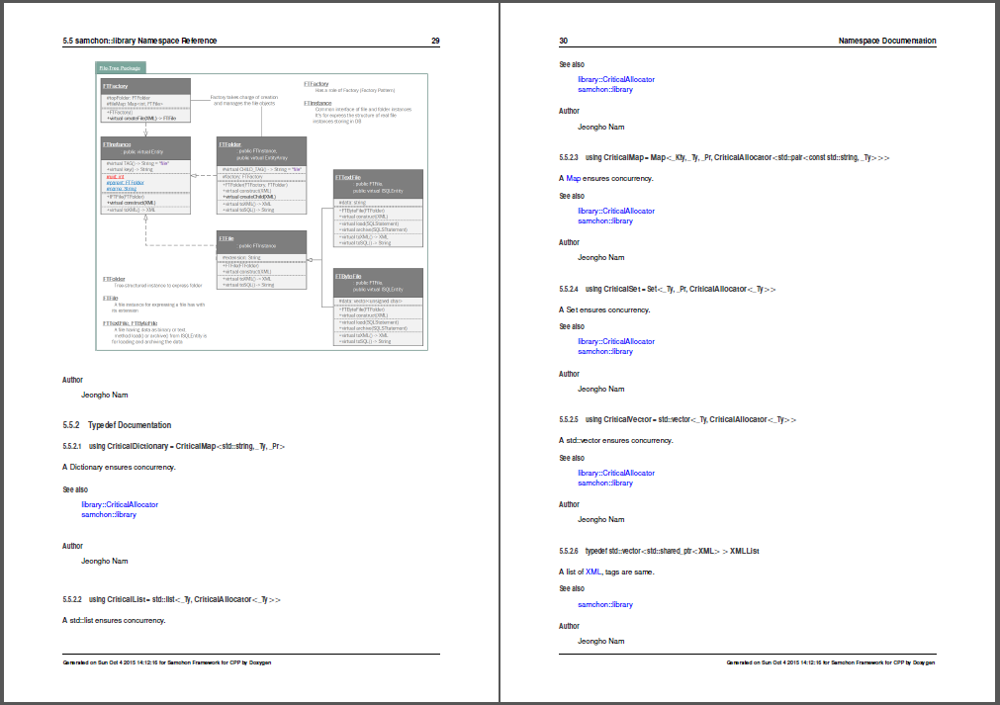 5.5 samchon::library Namespace Reference 29
File Tree Package
FTFactory
#topFolder: FTFolder
#fileMap: Map<int, FTFile>
+FTFactory()
+virtual createFile(XML) -> FTFile
Factory takes charge of creation
and manages the file objects
FTFactory
Has a role of Factory (Factory Pattern)
FTInstance
Common interface of file and folder instances
It's for express the structure of real file
instances storing in DB
FTInstance
public virtual Entity
#virtual TAG() -> String = "file"
+virtual key() -> String
#uid: int
#parent: FTFolder
#name: String
+IFTFile(FTFolder)
+virtual construct(XML)
+virtual toXML() -> XML
FTFolder
public FTInstance,
public virtual EntityArray
#virtual CHILD_TAG() -> String = "file"
#factory: FTFactory
+FTFolder(FTFactory, FTFolder)
+virtual construct(XML)
+virtual createChild(XML)
+virtual toXML() -> XML
+virtual toSQL() -> String
FTTextFile
public FTFile,
public virtual ISQLEntity
#data: string
+FTByteFile(FTFolder)
+virtual construct(XML)
+virtual load(SQLStatement)
+virtual archive(SQLStatement)
+virtual toXML() -> XML
+virtual toSQL() -> String
FTFile
public FTInstance
#extension: String
+FTFile(FTFolder)
+virtual construct(XML)
+virtual toXML() -> XML
+virtual toSQL() -> String
FTByteFile
public FTFile,
public virtual ISQLEntity
#data: vector<unsigned char>
+FTByteFile(FTFolder)
+virtual construct(XML)
+virtual load(SQLStatement)
+virtual archive(SQLStatement)
+virtual toXML() -> XML
+virtual toSQL() -> String
FTFolder
Tree structured instance to express folder
FTFile
A file instance for expressing a file has with
its extension
FTTextFile, FTByteFile
A file having data as binary or text.
method load() or archive() from ISQLEntity is
for loading and archiving the data
Author
Jeongho Nam
5.5.2 Typedef Documentation
5.5.2.1 using CriticalDictionary = CriticalMap<std::string, _Ty, _Pr>
A Dictionary ensures concurrency.
See also
library::CriticalAllocator
samchon::library
Author
Jeongho Nam
5.5.2.2 using CriticalList = std::list<_Ty, CriticalAllocator<_Ty>>
A std::list ensures concurrency.
Generated on Sun Oct 4 2015 14:12:16 for Samchon Framework for CPP by Doxygen
30 Namespace Documentation
See also
library::CriticalAllocator
samchon::library
Author
Jeongho Nam
5.5.2.3 using CriticalMap = Map<_Kty, _Ty, _Pr, CriticalAllocator<std::pair<const std::string, _Ty>>>
A Map ensures concurrency.
See also
library::CriticalAllocator
samchon::library
Author
Jeongho Nam
5.5.2.4 using CriticalSet = Set<_Ty, _Pr, CriticalAllocator<_Ty>>
A Set ensures concurrency.
See also
library::CriticalAllocator
samchon::library
Author
Jeongho Nam
5.5.2.5 using CriticalVector = std::vector<_Ty, CriticalAllocator<_Ty>>
A std::vector ensures concurrency.
See also
library::CriticalAllocator
samchon::library
Author
Jeongho Nam
5.5.2.6 typedef std::vector<std::shared_ptr<XML> > XMLList
A list of XML, tags are same.
See also
samchon::library
Author
Jeongho Nam
Generated on Sun Oct 4 2015 14:12:16 for Samchon Framework for CPP by Doxygen